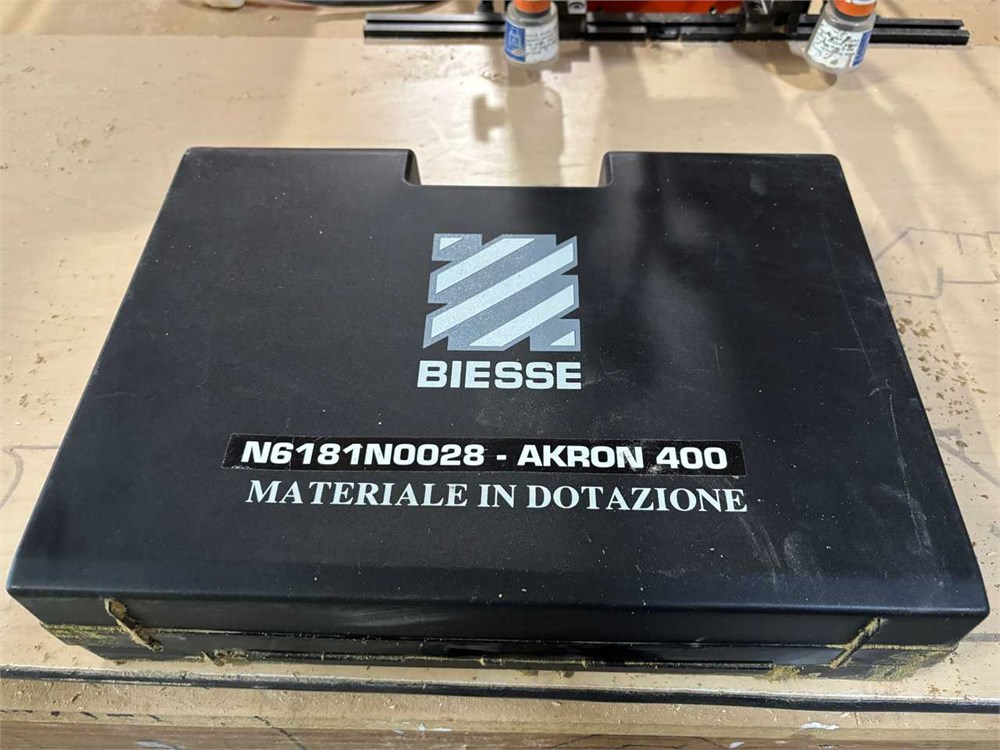 BIESSE
N6181N0028 - AKRON 400
MATERIALE IN DOTAZIONE